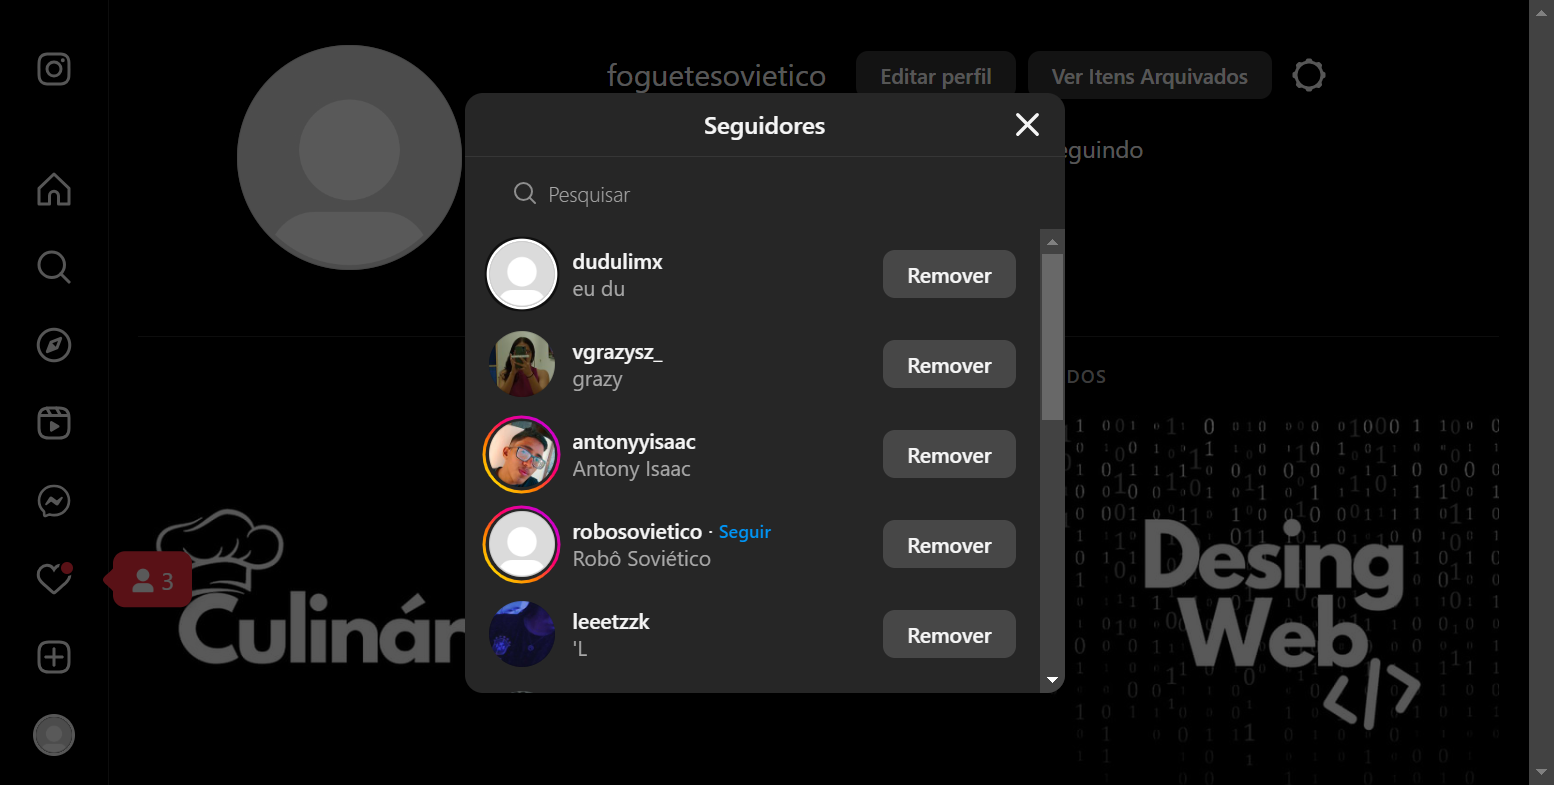 foguetesovietico
Editar perfil
Ver Itens Arquivados
eguindo
Seguidores
Pesquisar
dudulimx
eu du
Remover
vgrazysz_
grazy
Remover
antonyyisaac
Antony Isaac
Remover
robosovietico · Seguir
Robô Soviético
Remover
leeetzzk
'L
Remover
3
DOS
Culinár
Desing
Web
</>